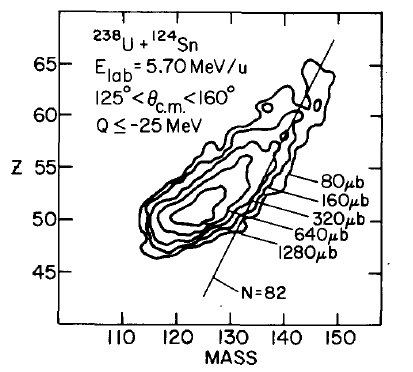 ²³⁸U + ¹²⁴Sn
E_lab = 5.70 MeV/u
125° < θ_c.m. < 160°
Q ≤ -25 MeV
65
60
55
50
45
Z
80μb
160μb
320μb
640μb
1280μb
N=82
110 120 130 140 150
MASS